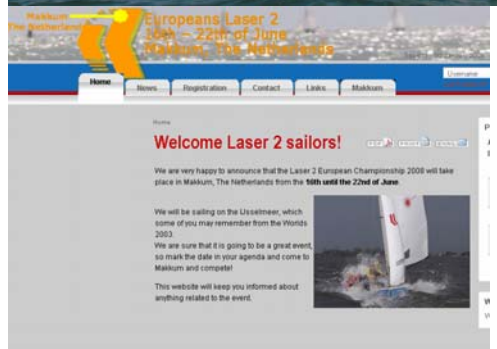 Makkum
The Netherlands
Europeans Laser 2
16th – 22th of June
Makkum, The Netherlands
Username
Home
News
Registration
Contact
Links
Makkum
Home
Welcome Laser 2 sailors!
PDF
PRINT
EMAIL
We are very happy to announce that the Laser 2 European Championship 2008 will take
place in Makkum, The Netherlands from the 16th until the 22nd of June.
We will be sailing on the IJsselmeer, which
some of you may remember from the Worlds
2003.
We are sure that it is going to be a great event,
so mark the date in your agenda and come to
Makkum and compete!
This website will keep you informed about
anything related to the event.